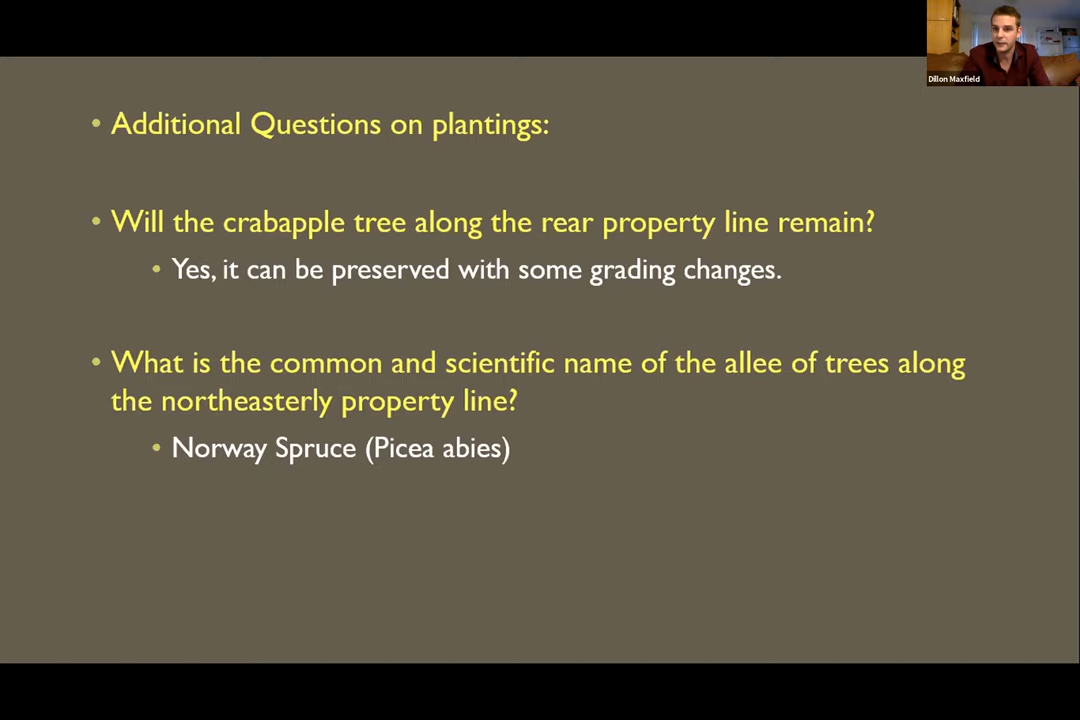 Dillon Maxfield
• Additional Questions on plantings:
• Will the crabapple tree along the rear property line remain?
• Yes, it can be preserved with some grading changes.
• What is the common and scientific name of the allee of trees along
the northeasterly property line?
• Norway Spruce (Picea abies)